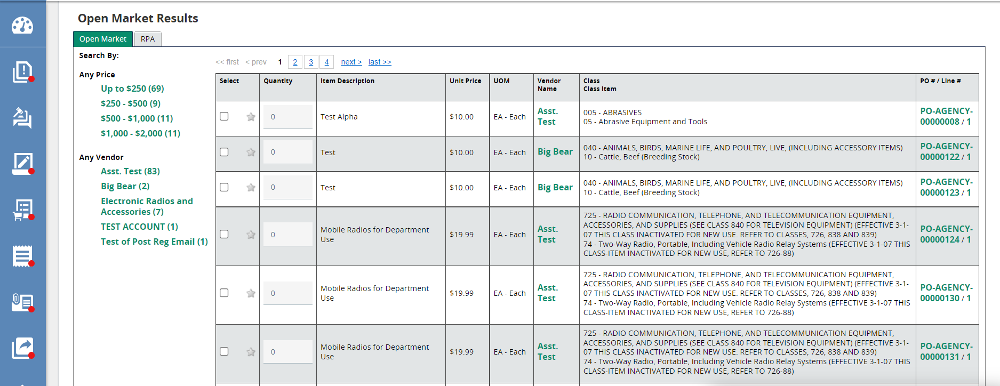 Open Market Results
Open Market
RPA
Search By:
Any Price
Up to $250 (69)
$250 - $500 (9)
$500 - $1,000 (11)
$1,000 - $2,000 (11)
Any Vendor
Asst. Test (83)
Big Bear (2)
Electronic Radios and
Accessories (7)
TEST ACCOUNT (1)
Test of Post Reg Email (1)
<< first < prev 1 2 3 4 next > last >>
Select
Quantity
Item Description
Unit Price
UOM
Vendor
Name
Class
Class Item
PO # / Line #
0
Test Alpha
$10.00
EA - Each
Asst.
Test
005 - ABRASIVES
05 - Abrasive Equipment and Tools
PO-AGENCY-
00000008 / 1
0
Test
$10.00
EA - Each
Big Bear
040 - ANIMALS, BIRDS, MARINE LIFE, AND POULTRY, LIVE, (INCLUDING ACCESSORY ITEMS)
10 - Cattle, Beef (Breeding Stock)
PO-AGENCY-
00000122 / 1
0
Test
$10.00
EA - Each
Big Bear
040 - ANIMALS, BIRDS, MARINE LIFE, AND POULTRY, LIVE, (INCLUDING ACCESSORY ITEMS)
10 - Cattle, Beef (Breeding Stock)
PO-AGENCY-
00000123 / 1
0
Mobile Radios for Department
Use
$19.99
EA - Each
Asst.
Test
725 - RADIO COMMUNICATION, TELEPHONE, AND TELECOMMUNICATION EQUIPMENT,
ACCESSORIES, AND SUPPLIES (SEE CLASS 840 FOR TELEVISION EQUIPMENT) (EFFECTIVE 3-1-
07 THIS CLASS INACTIVATED FOR NEW USE. REFER TO CLASSES, 726, 838 AND 839)
74 - Two-Way Radio, Portable, Including Vehicle Radio Relay Systems (EFFECTIVE 3-1-07 THIS
CLASS-ITEM INACTIVATED FOR NEW USE, REFER TO 726-88)
PO-AGENCY-
00000124 / 1
0
Mobile Radios for Department
Use
$19.99
EA - Each
Asst.
Test
725 - RADIO COMMUNICATION, TELEPHONE, AND TELECOMMUNICATION EQUIPMENT,
ACCESSORIES, AND SUPPLIES (SEE CLASS 840 FOR TELEVISION EQUIPMENT) (EFFECTIVE 3-1-
07 THIS CLASS INACTIVATED FOR NEW USE. REFER TO CLASSES, 726, 838 AND 839)
74 - Two-Way Radio, Portable, Including Vehicle Radio Relay Systems (EFFECTIVE 3-1-07 THIS
CLASS-ITEM INACTIVATED FOR NEW USE, REFER TO 726-88)
PO-AGENCY-
00000130 / 1
0
Mobile Radios for Department
Use
$19.99
EA - Each
Asst.
Test
725 - RADIO COMMUNICATION, TELEPHONE, AND TELECOMMUNICATION EQUIPMENT,
ACCESSORIES, AND SUPPLIES (SEE CLASS 840 FOR TELEVISION EQUIPMENT) (EFFECTIVE 3-1-
07 THIS CLASS INACTIVATED FOR NEW USE. REFER TO CLASSES, 726, 838 AND 839)
74 - Two-Way Radio, Portable, Including Vehicle Radio Relay Systems (EFFECTIVE 3-1-07 THIS
CLASS-ITEM INACTIVATED FOR NEW USE, REFER TO 726-88)
PO-AGENCY-
00000131 / 1